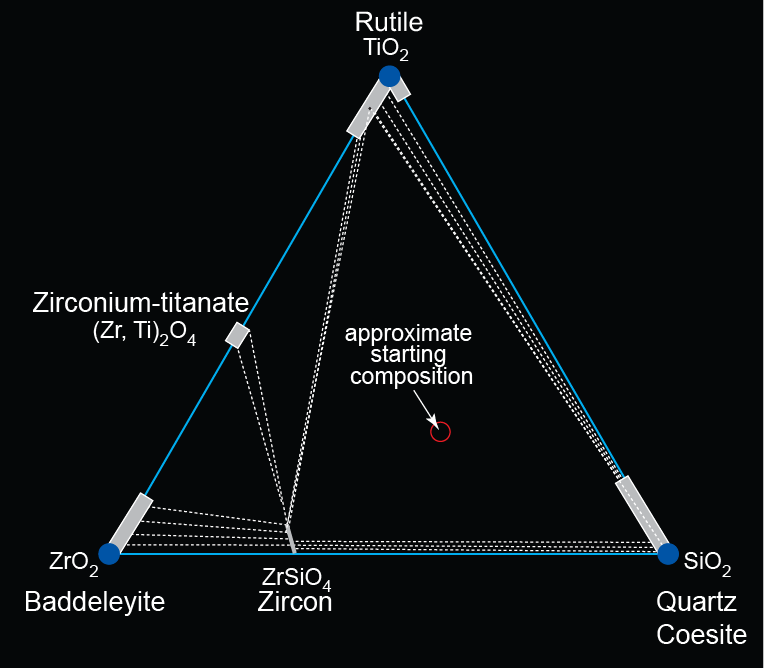 Rutile
TiO2
Zirconium-titanate
(Zr, Ti)2O4
approximate
starting
composition
ZrO2
Baddeleyite
ZrSiO4
Zircon
SiO2
Quartz
Coesite